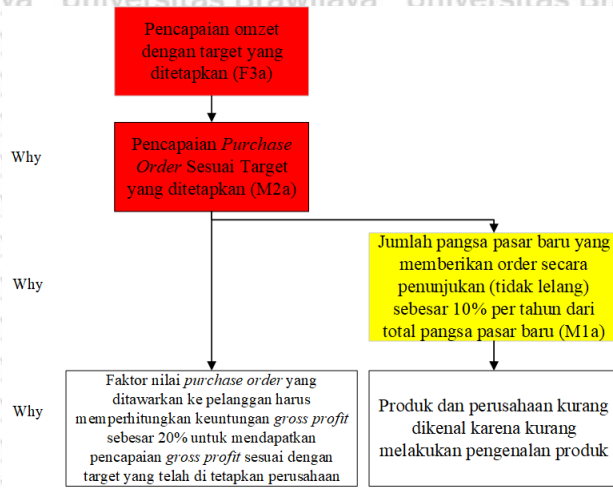 Pencapaian omzet
dengan target yang
ditetapkan (F3a)
Why
Pencapaian Purchase
Order Sesuai Target
yang ditetapkan (M2a)
Why
Jumlah pangsa pasar baru yang
memberikan order secara
penunjukan (tidak lelang)
sebesar 10% per tahun dari
total pangsa pasar baru (M1a)
Why
Faktor nilai purchase order yang
ditawarkan ke pelanggan harus
memperhitungkan keuntungan gross profit
sebesar 20% untuk mendapatkan
pencapaian gross profit sesuai dengan
target yang telah di tetapkan perusahaan
Produk dan perusahaan kurang
dikenal karena kurang
melakukan pengenalan produk